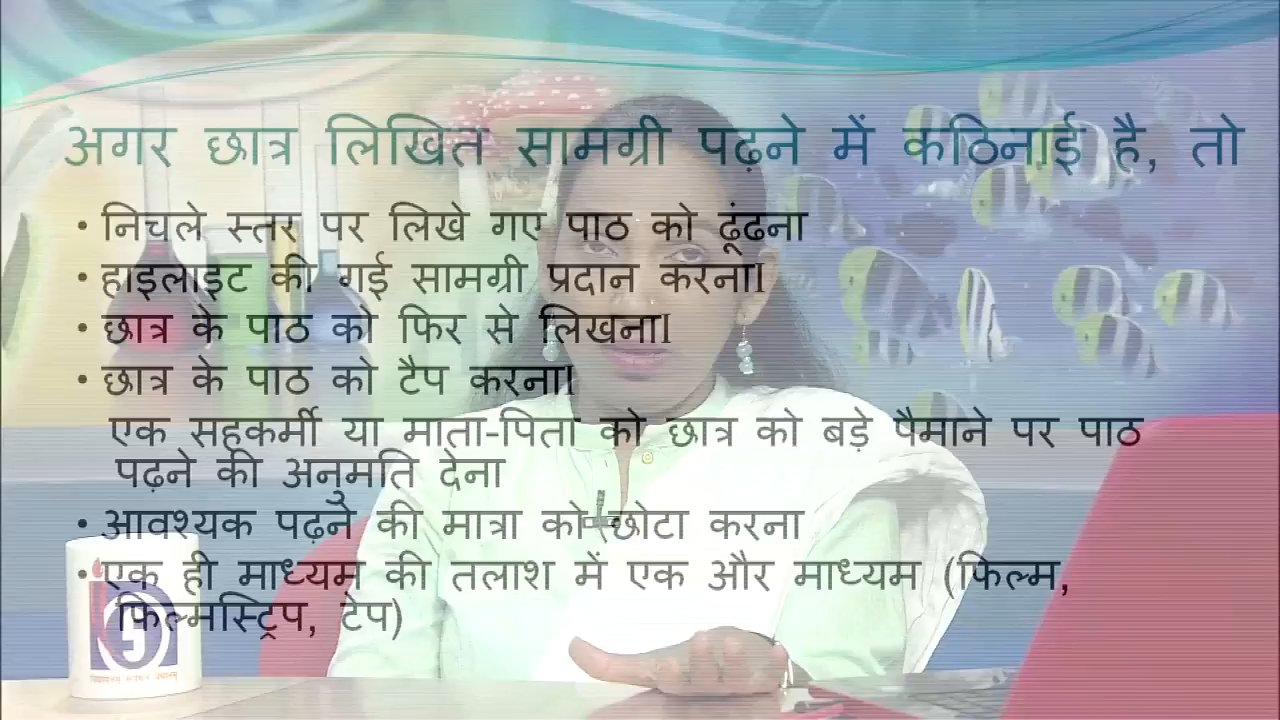 अगर छात्र लिखित सामग्री पढ़ने में कठिनाई है, तो
• निचले स्तर पर लिखे गए पाठ को ढूंढना
• हाइलाइट की गई सामग्री प्रदान करनाI
• छात्र के पाठ को फिर से लिखनाI
• छात्र के पाठ को टैप करनाI
एक सहकर्मी या माता-पिता को छात्र को बड़े पैमाने पर पाठ
पढ़ने की अनुमति देना
• आवश्यक पढ़ने की मात्रा को छोटा करना
• एक ही माध्यम की तलाश में एक और माध्यम (फिल्म,
फिल्मस्ट्रिप, टेप)